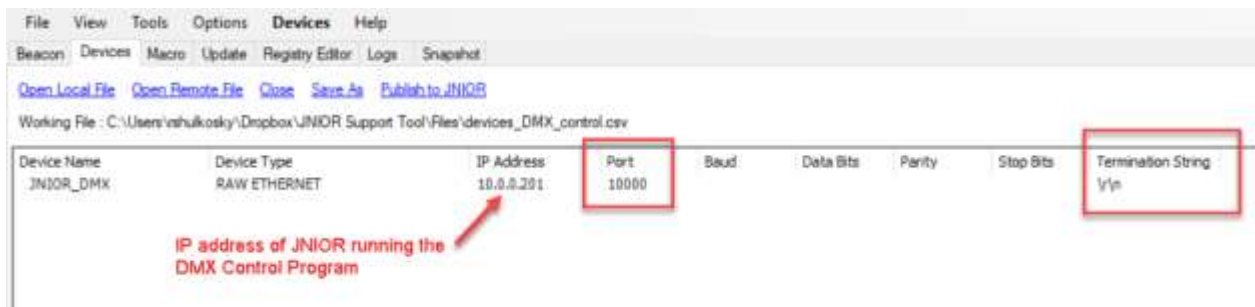 File View Tools Options Devices Help
Beacon Devices Macro Update Registry Editor Logs Snapshot
Open Local File Open Remote File Close Save As Publish to JNIOR
Working File : C:\Users\rshulkosky\Dropbox\JNIOR Support Tool\Files\devices_DMX_control.csv
Device Name Device Type IP Address Port Baud Data Bits Parity Stop Bits Termination String
JNIOR_DMX RAW ETHERNET 10.0.0.201 10000 \r\n
IP address of JNIOR running the
DMX Control Program